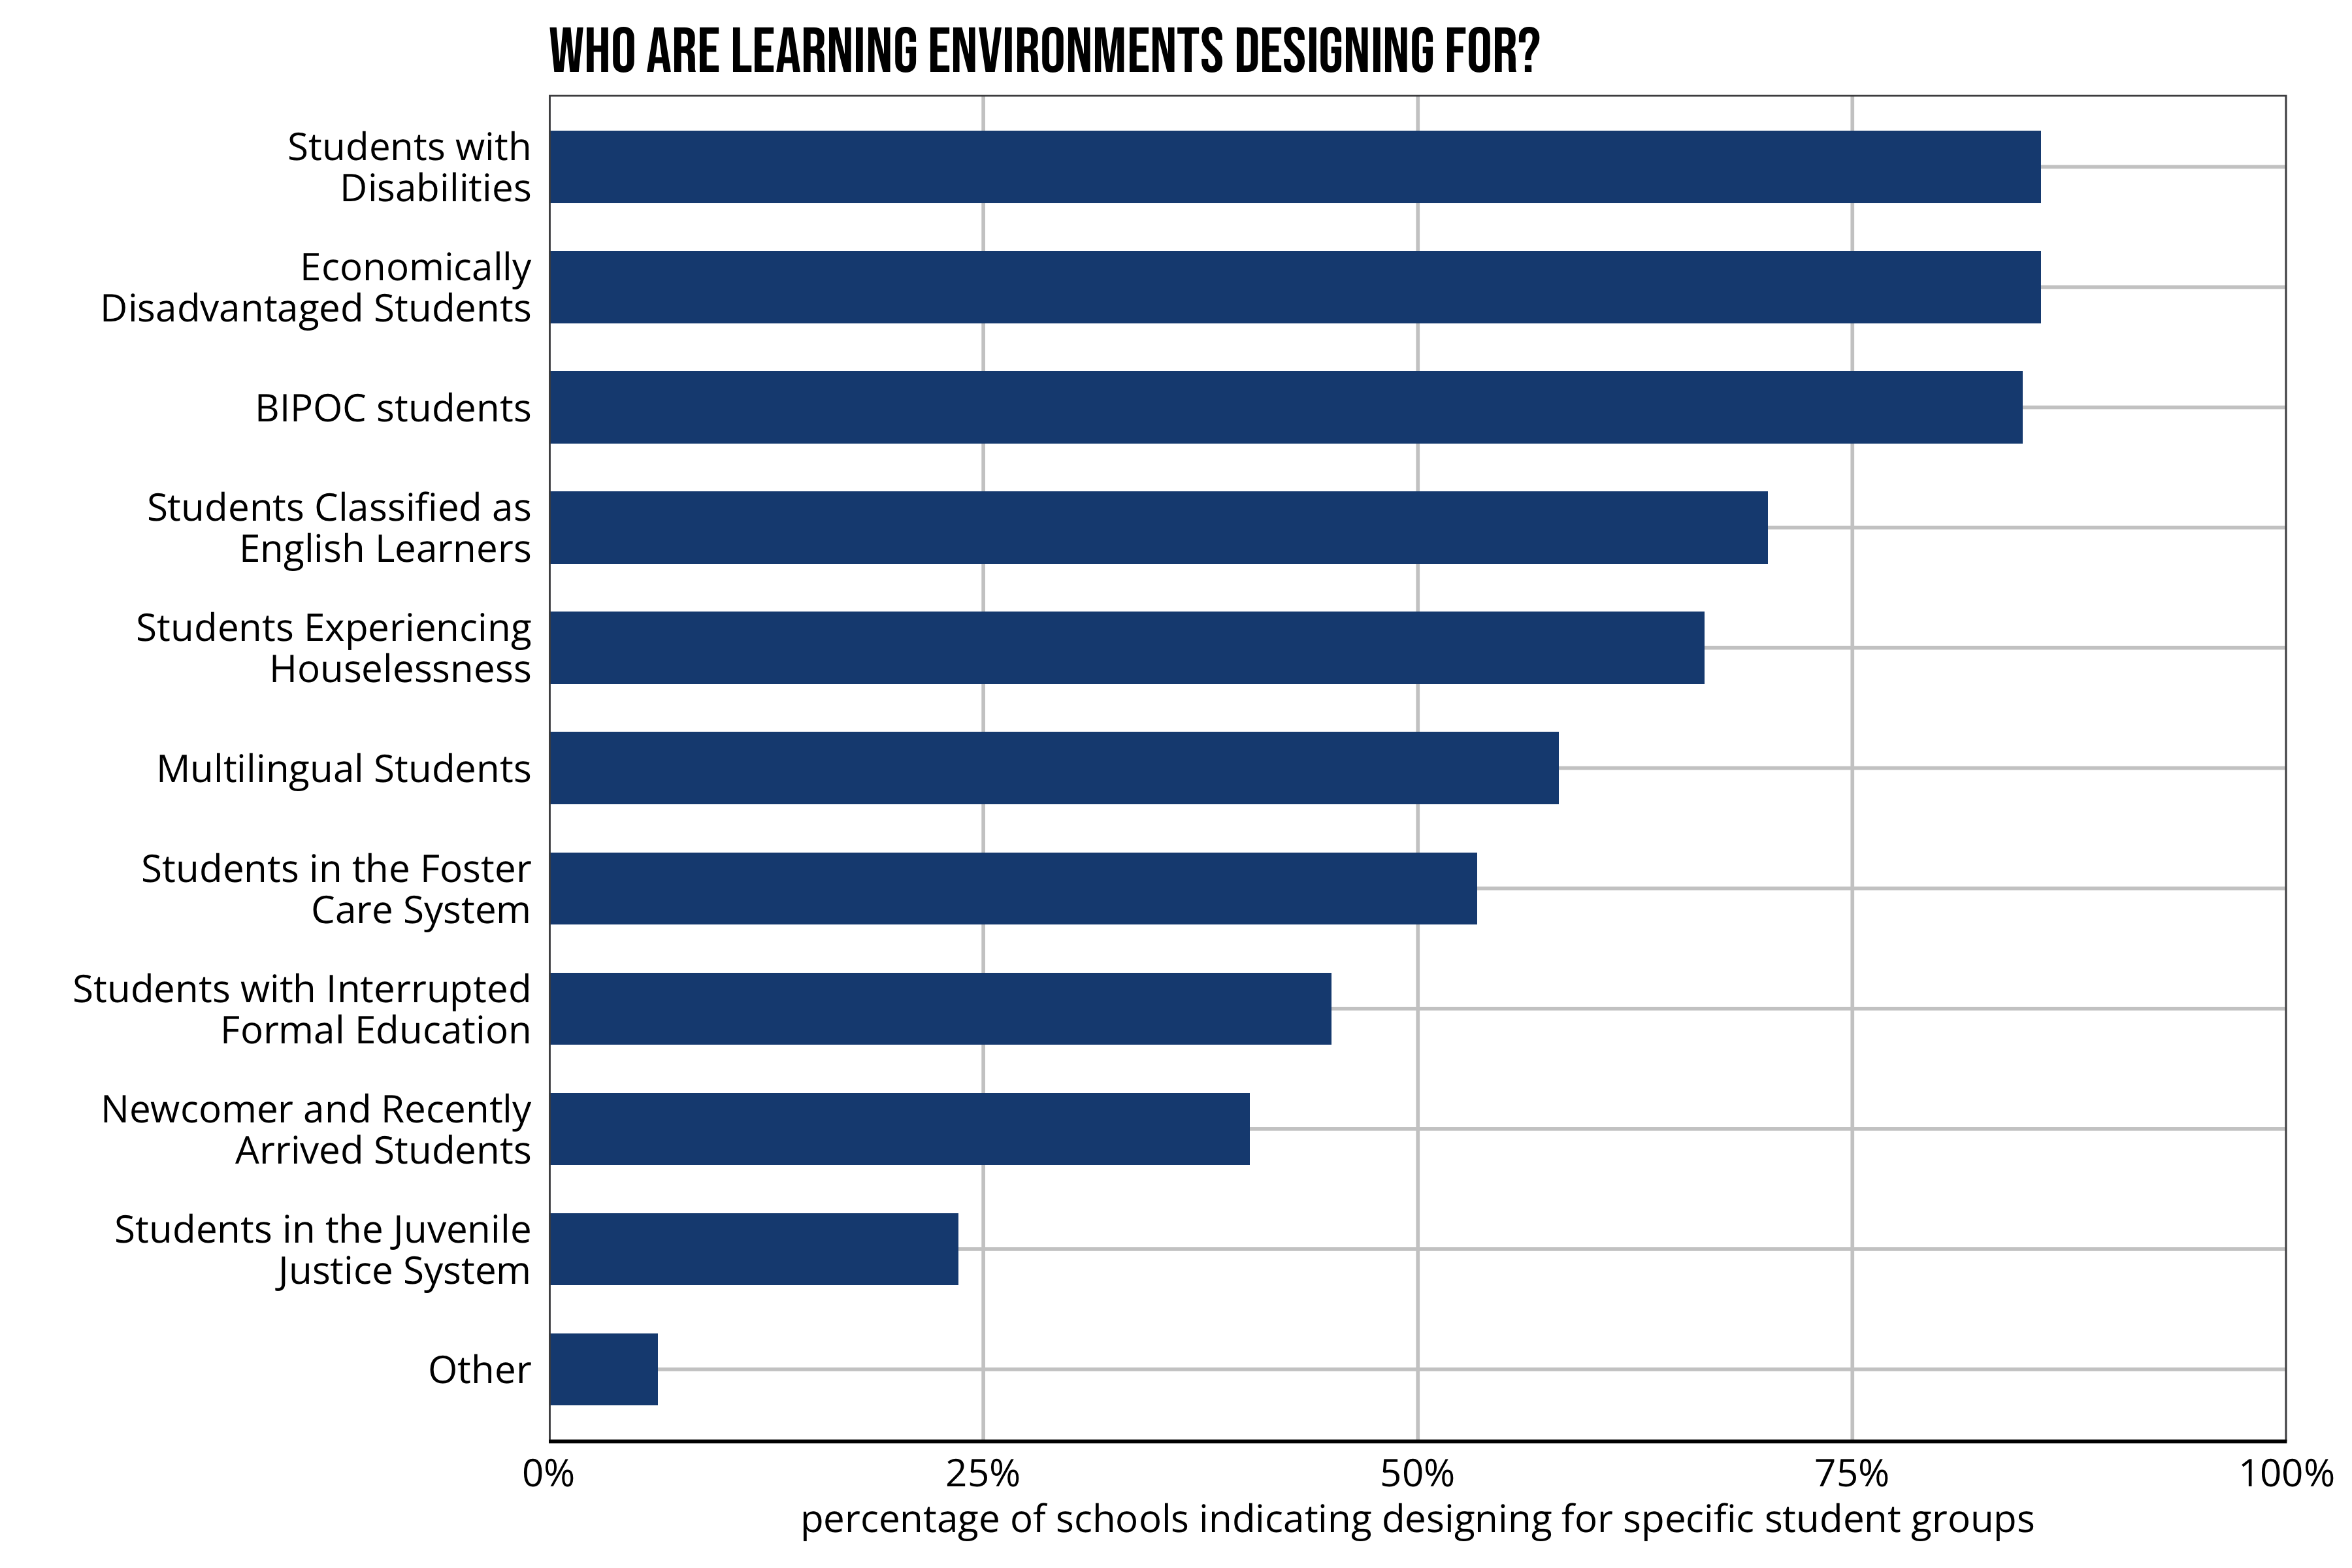 WHO ARE LEARNING ENVIRONMENTS DESIGNING FOR?
Students with
Disabilities
Economically
Disadvantaged Students
BIPOC students
Students Classified as
English Learners
Students Experiencing
Houselessness
Multilingual Students
Students in the Foster
Care System
Students with Interrupted
Formal Education
Newcomer and Recently
Arrived Students
Students in the Juvenile
Justice System
Other
0% 25% 50% 75% 100%
percentage of schools indicating designing for specific student groups